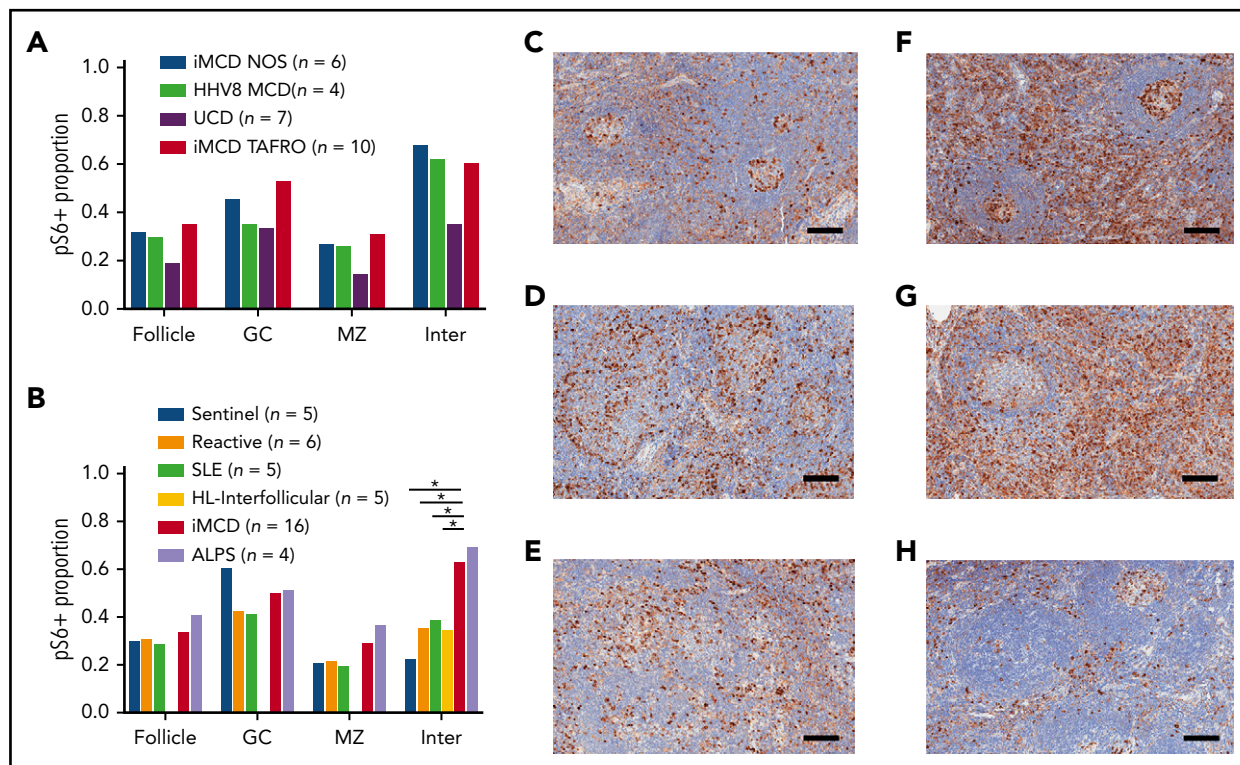 A
1.0
0.8
0.6
0.4
0.2
0.0
pS6+ proportion
iMCD NOS (n = 6)
HHV8 MCD(n = 4)
UCD (n = 7)
iMCD TAFRO (n = 10)
Follicle GC MZ Inter
B
1.0
0.8
0.6
0.4
0.2
0.0
pS6+ proportion
Sentinel (n = 5)
Reactive (n = 6)
SLE (n = 5)
HL-Interfollicular (n = 5)
iMCD (n = 16)
ALPS (n = 4)
*
*
*
*
Follicle GC MZ Inter
C
D
E
F
G
H